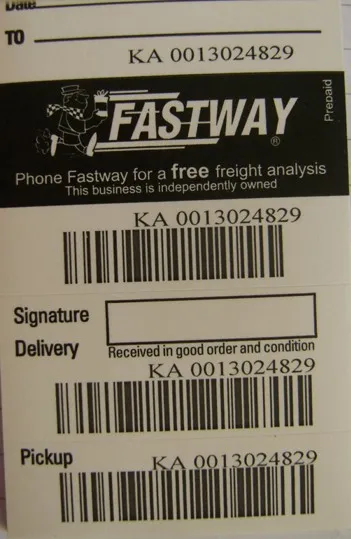 Date
TO
KA 0013024829
FASTWAY®
Prepaid
Phone Fastway for a free freight analysis
This business is independently owned
KA 0013024829
Signature
Delivery
Received in good order and condition
KA 0013024829
Pickup
KA 0013024829